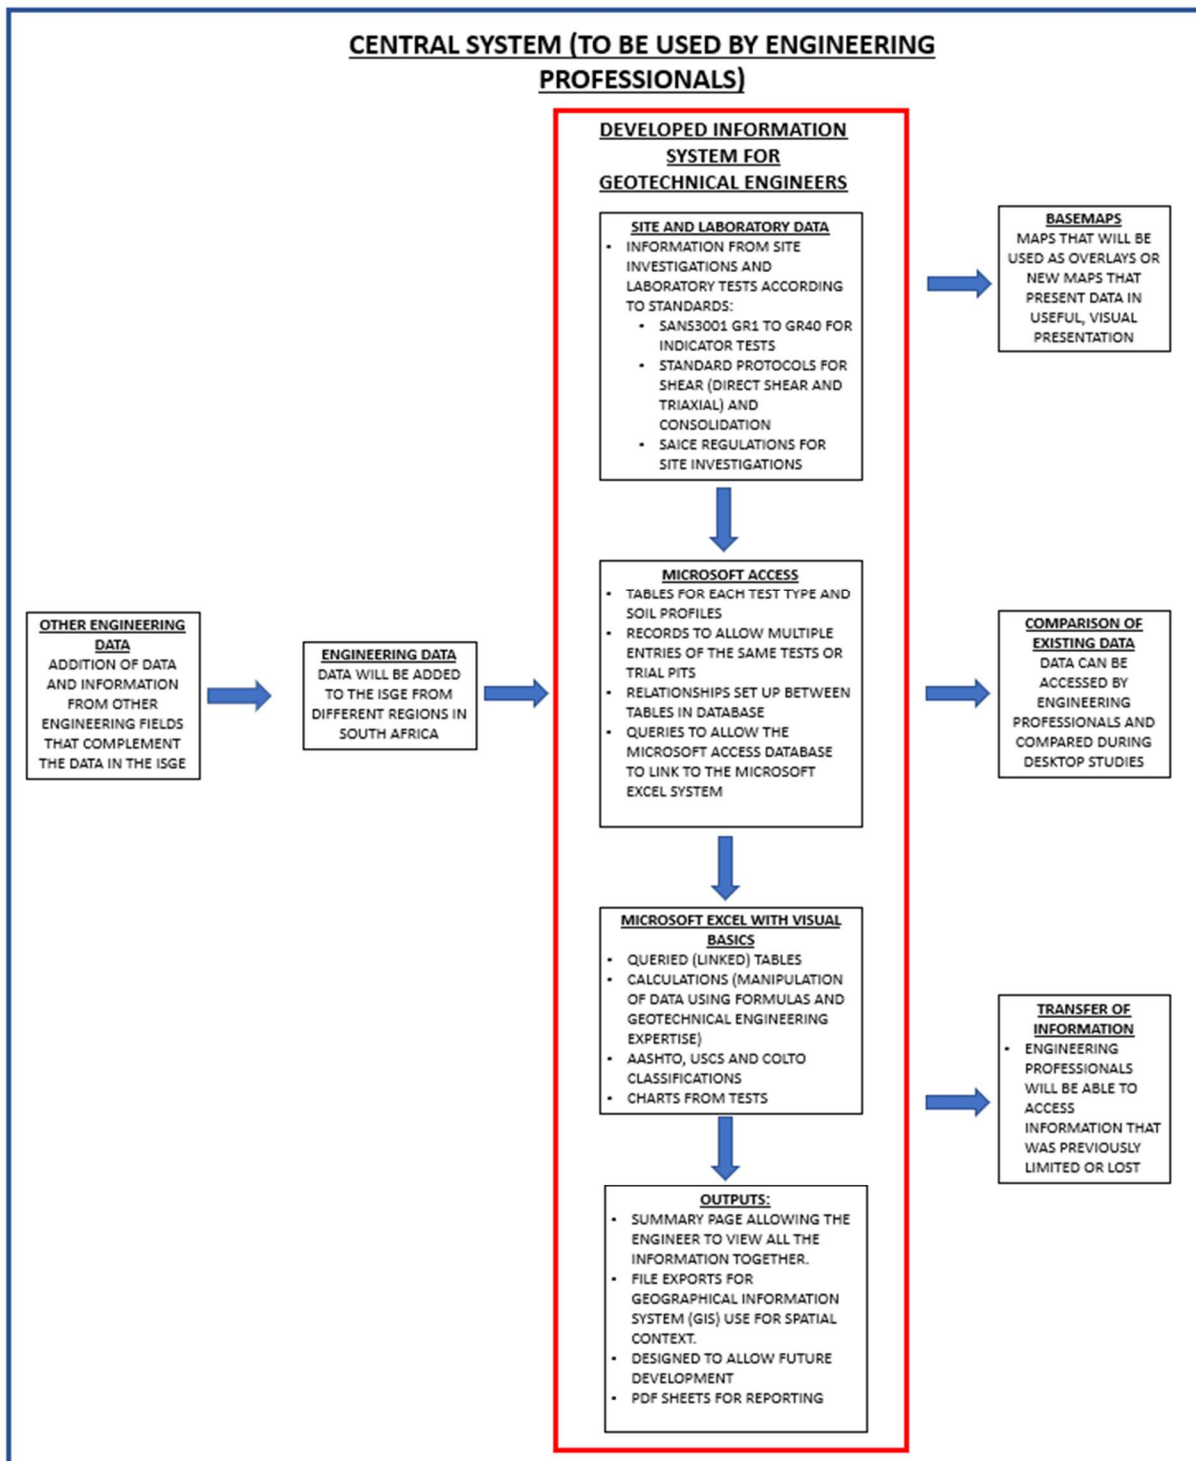 CENTRAL SYSTEM (TO BE USED BY ENGINEERING
PROFESSIONALS)
DEVELOPED INFORMATION
SYSTEM FOR
GEOTECHNICAL ENGINEERS
SITE AND LABORATORY DATA
▪ INFORMATION FROM SITE
INVESTIGATIONS AND
LABORATORY TESTS ACCORDING
TO STANDARDS:
▪ SANS3001 GR1 TO GR40 FOR
INDICATOR TESTS
▪ STANDARD PROTOCOLS FOR
SHEAR (DIRECT SHEAR AND
TRIAXIAL) AND
CONSOLIDATION
▪ SAICE REGULATIONS FOR
SITE INVESTIGATIONS
BASEMAPS
MAPS THAT WILL BE
USED AS OVERLAYS OR
NEW MAPS THAT
PRESENT DATA IN
USEFUL, VISUAL
PRESENTATION
OTHER ENGINEERING
DATA
ADDITION OF DATA
AND INFORMATION
FROM OTHER
ENGINEERING FIELDS
THAT COMPLEMENT
THE DATA IN THE ISGE
ENGINEERING DATA
DATA WILL BE ADDED
TO THE ISGE FROM
DIFFERENT REGIONS IN
SOUTH AFRICA
MICROSOFT ACCESS
▪ TABLES FOR EACH TEST TYPE AND
SOIL PROFILES
▪ RECORDS TO ALLOW MULTIPLE
ENTRIES OF THE SAME TESTS OR
TRIAL PITS
▪ RELATIONSHIPS SET UP BETWEEN
TABLES IN DATABASE
▪ QUERIES TO ALLOW THE
MICROSOFT ACCESS DATABASE
TO LINK TO THE MICROSOFT
EXCEL SYSTEM
COMPARISON OF
EXISTING DATA
DATA CAN BE
ACCESSED BY
ENGINEERING
PROFESSIONALS AND
COMPARED DURING
DESKTOP STUDIES
MICROSOFT EXCEL WITH VISUAL
BASICS
▪ QUERIED (LINKED) TABLES
▪ CALCULATIONS (MANIPULATION
OF DATA USING FORMULAS AND
GEOTECHNICAL ENGINEERING
EXPERTISE)
▪ AASHTO, USCS AND COLTO
CLASSIFICATIONS
▪ CHARTS FROM TESTS
TRANSFER OF
INFORMATION
▪ ENGINEERING
PROFESSIONALS
WILL BE ABLE TO
ACCESS
INFORMATION THAT
WAS PREVIOUSLY
LIMITED OR LOST
OUTPUTS:
▪ SUMMARY PAGE ALLOWING THE
ENGINEER TO VIEW ALL THE
INFORMATION TOGETHER.
▪ FILE EXPORTS FOR
GEOGRAPHICAL INFORMATION
SYSTEM (GIS) USE FOR SPATIAL
CONTEXT.
▪ DESIGNED TO ALLOW FUTURE
DEVELOPMENT
▪ PDF SHEETS FOR REPORTING